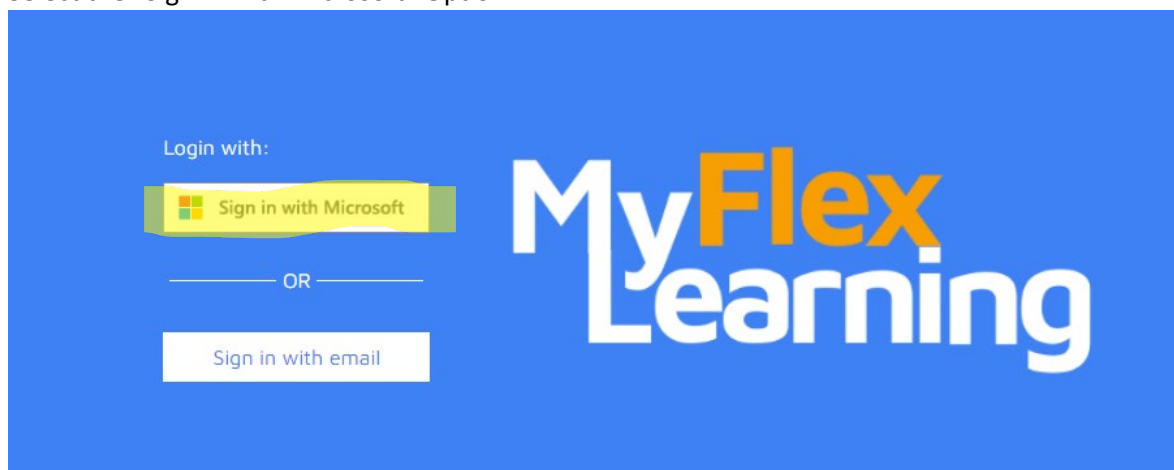 Login with:
Sign in with Microsoft
OR
Sign in with email
MyFlex
Learning